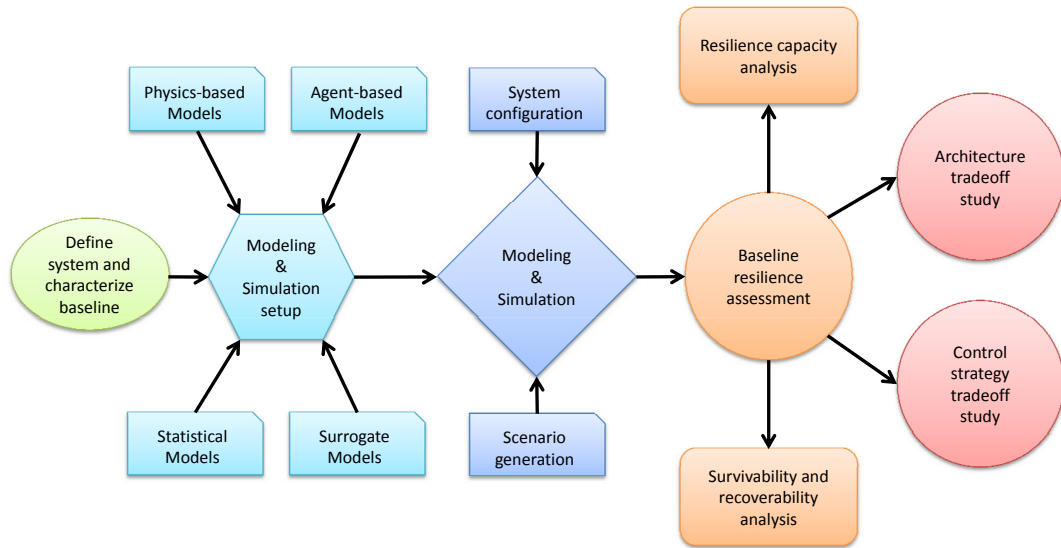 Resilience capacity
analysis
Physics-based
Models
Agent-based
Models
System
configuration
Architecture
tradeoff
study
Define
system and
characterize
baseline
Modeling
&
Simulation
setup
Modeling
&
Simulation
Baseline
resilience
assessment
Control
strategy
tradeoff
study
Statistical
Models
Surrogate
Models
Scenario
generation
Survivability and
recoverability
analysis